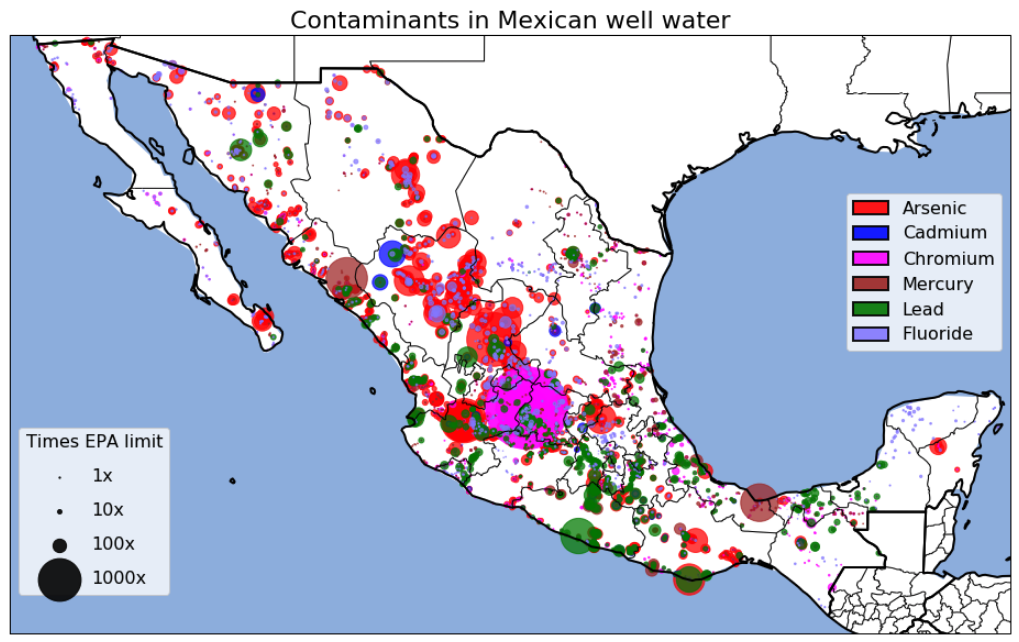 Contaminants in Mexican well water
Arsenic
Cadmium
Chromium
Mercury
Lead
Fluoride
Times EPA limit
1x
10x
100x
1000x